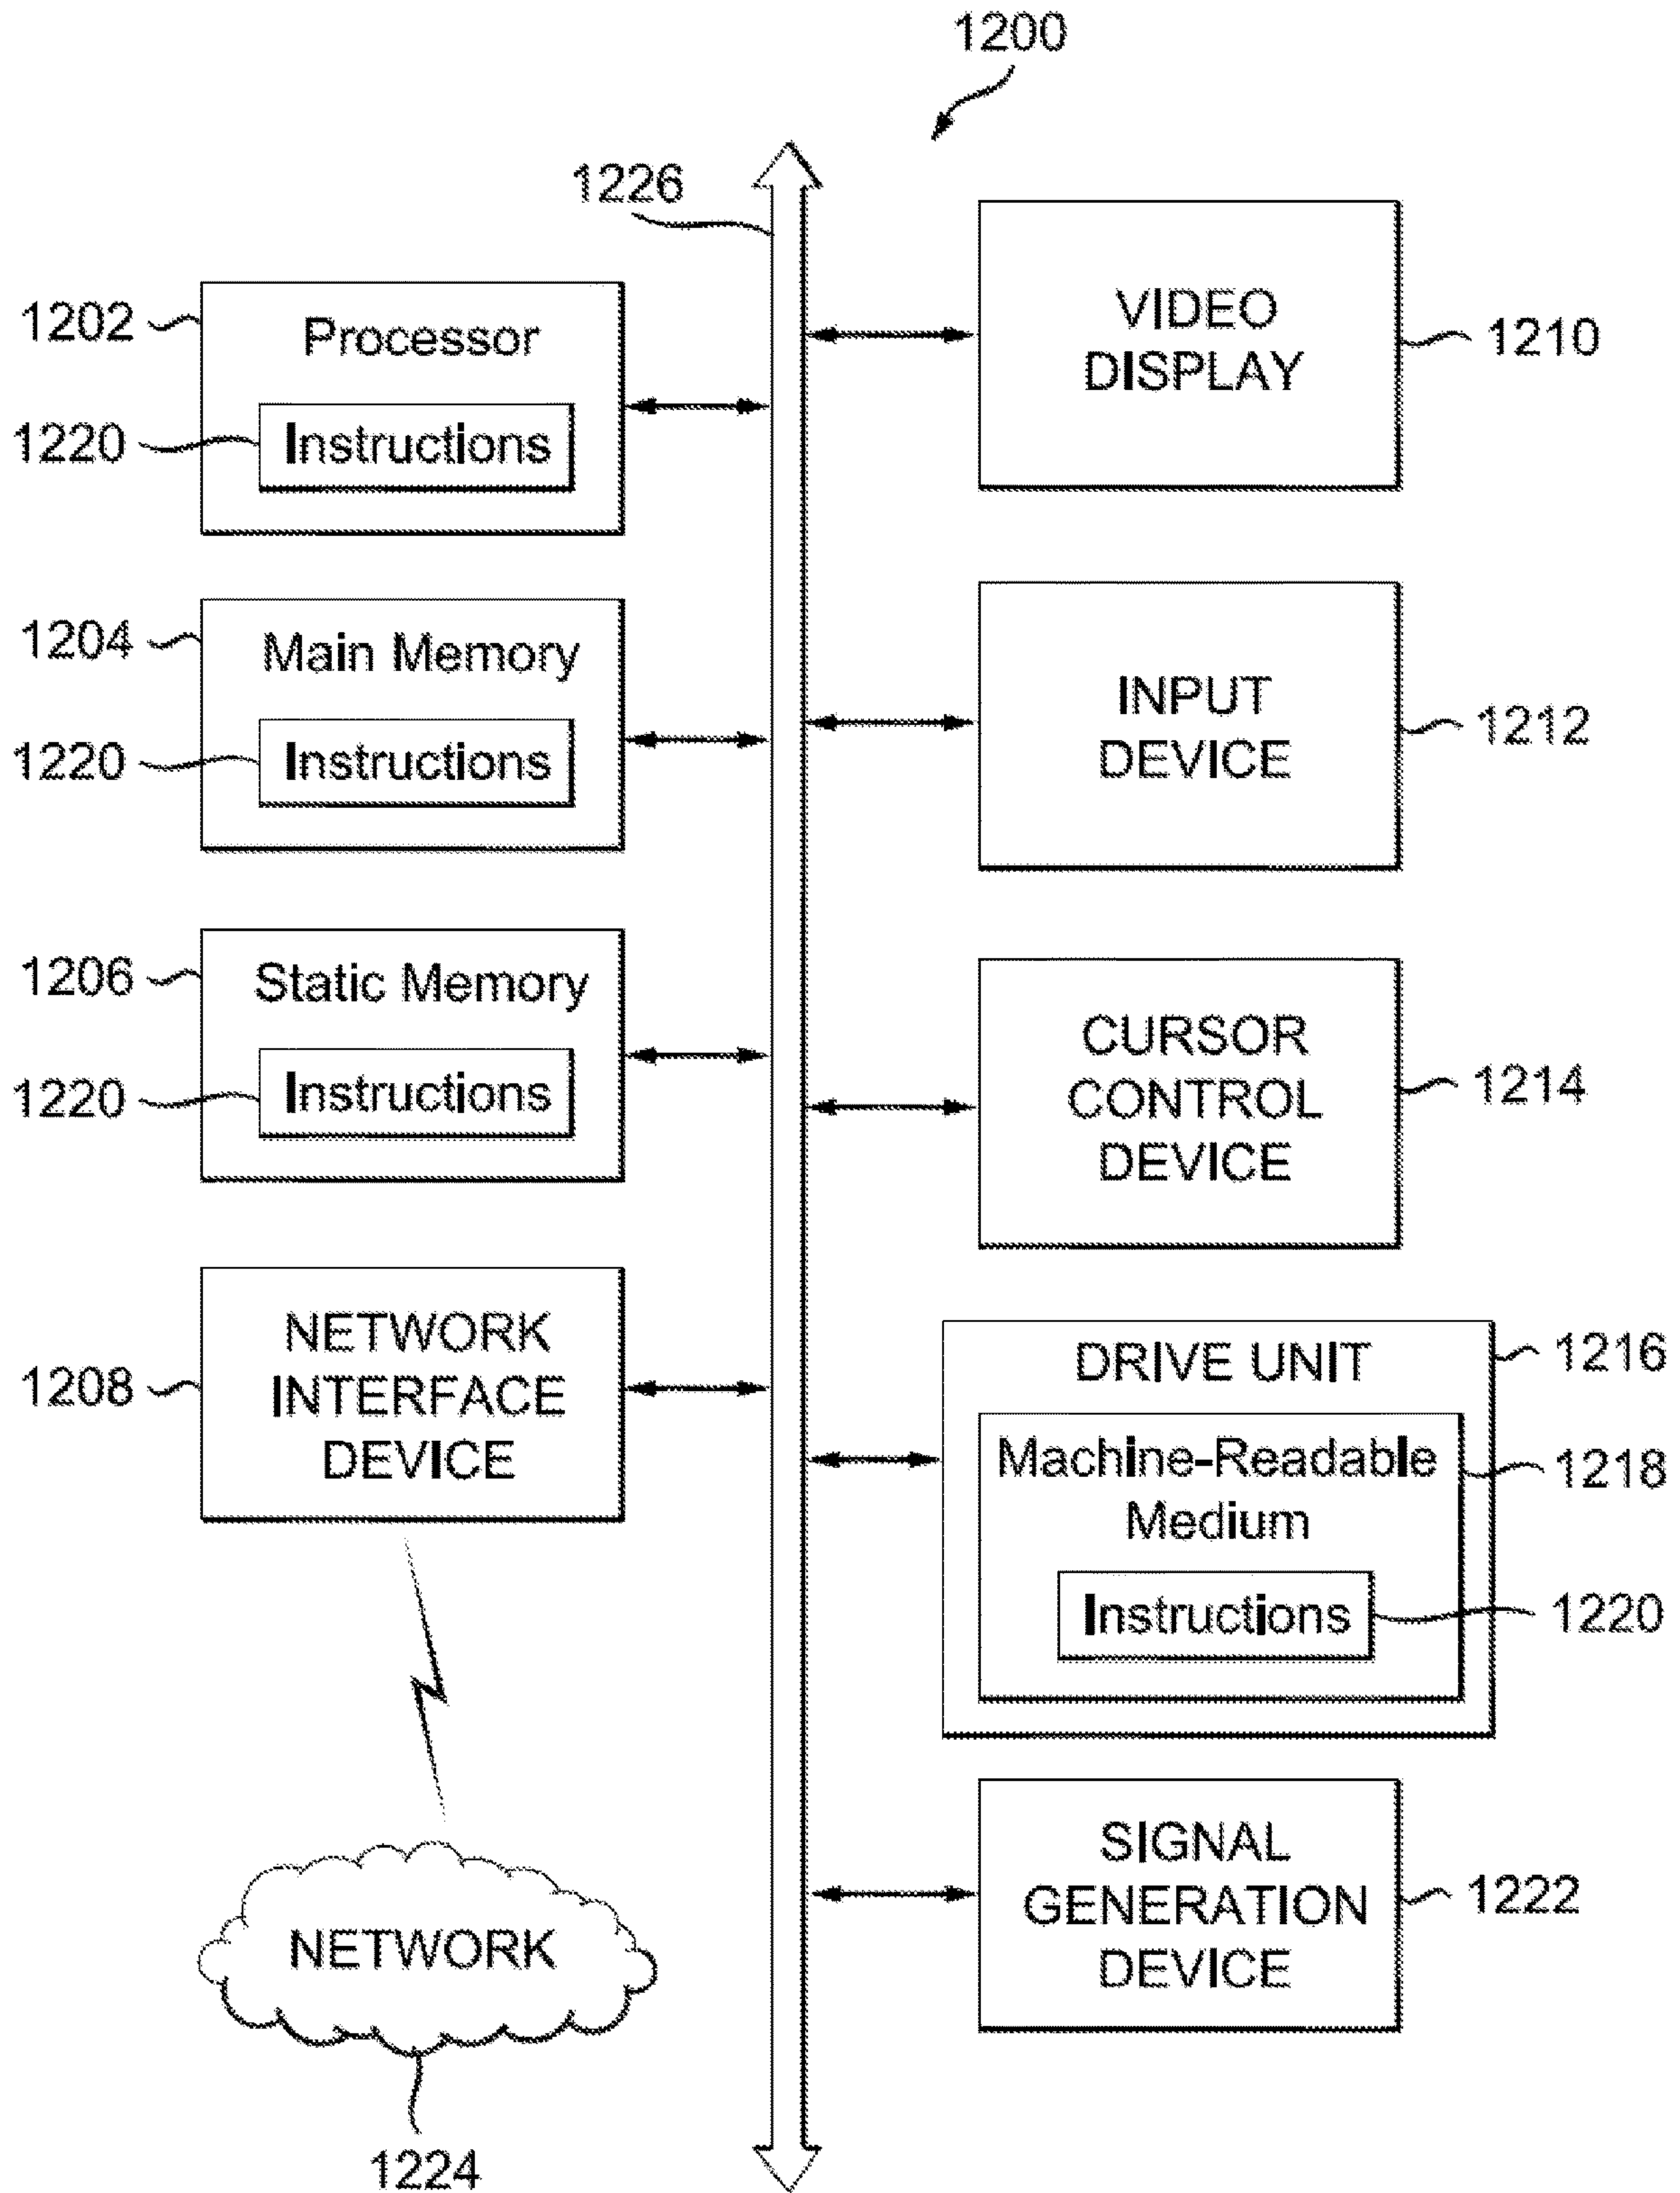 1200
1226
1202
Processor
1220
Instructions
1204
Main Memory
1220
Instructions
1206
Static Memory
1220
Instructions
1208
NETWORK
INTERFACE
DEVICE
NETWORK
1224
VIDEO
DISPLAY
1210
INPUT
DEVICE
1212
CURSOR
CONTROL
DEVICE
1214
DRIVE UNIT
1216
Machine-Readable
Medium
1218
Instructions
1220
SIGNAL
GENERATION
DEVICE
1222